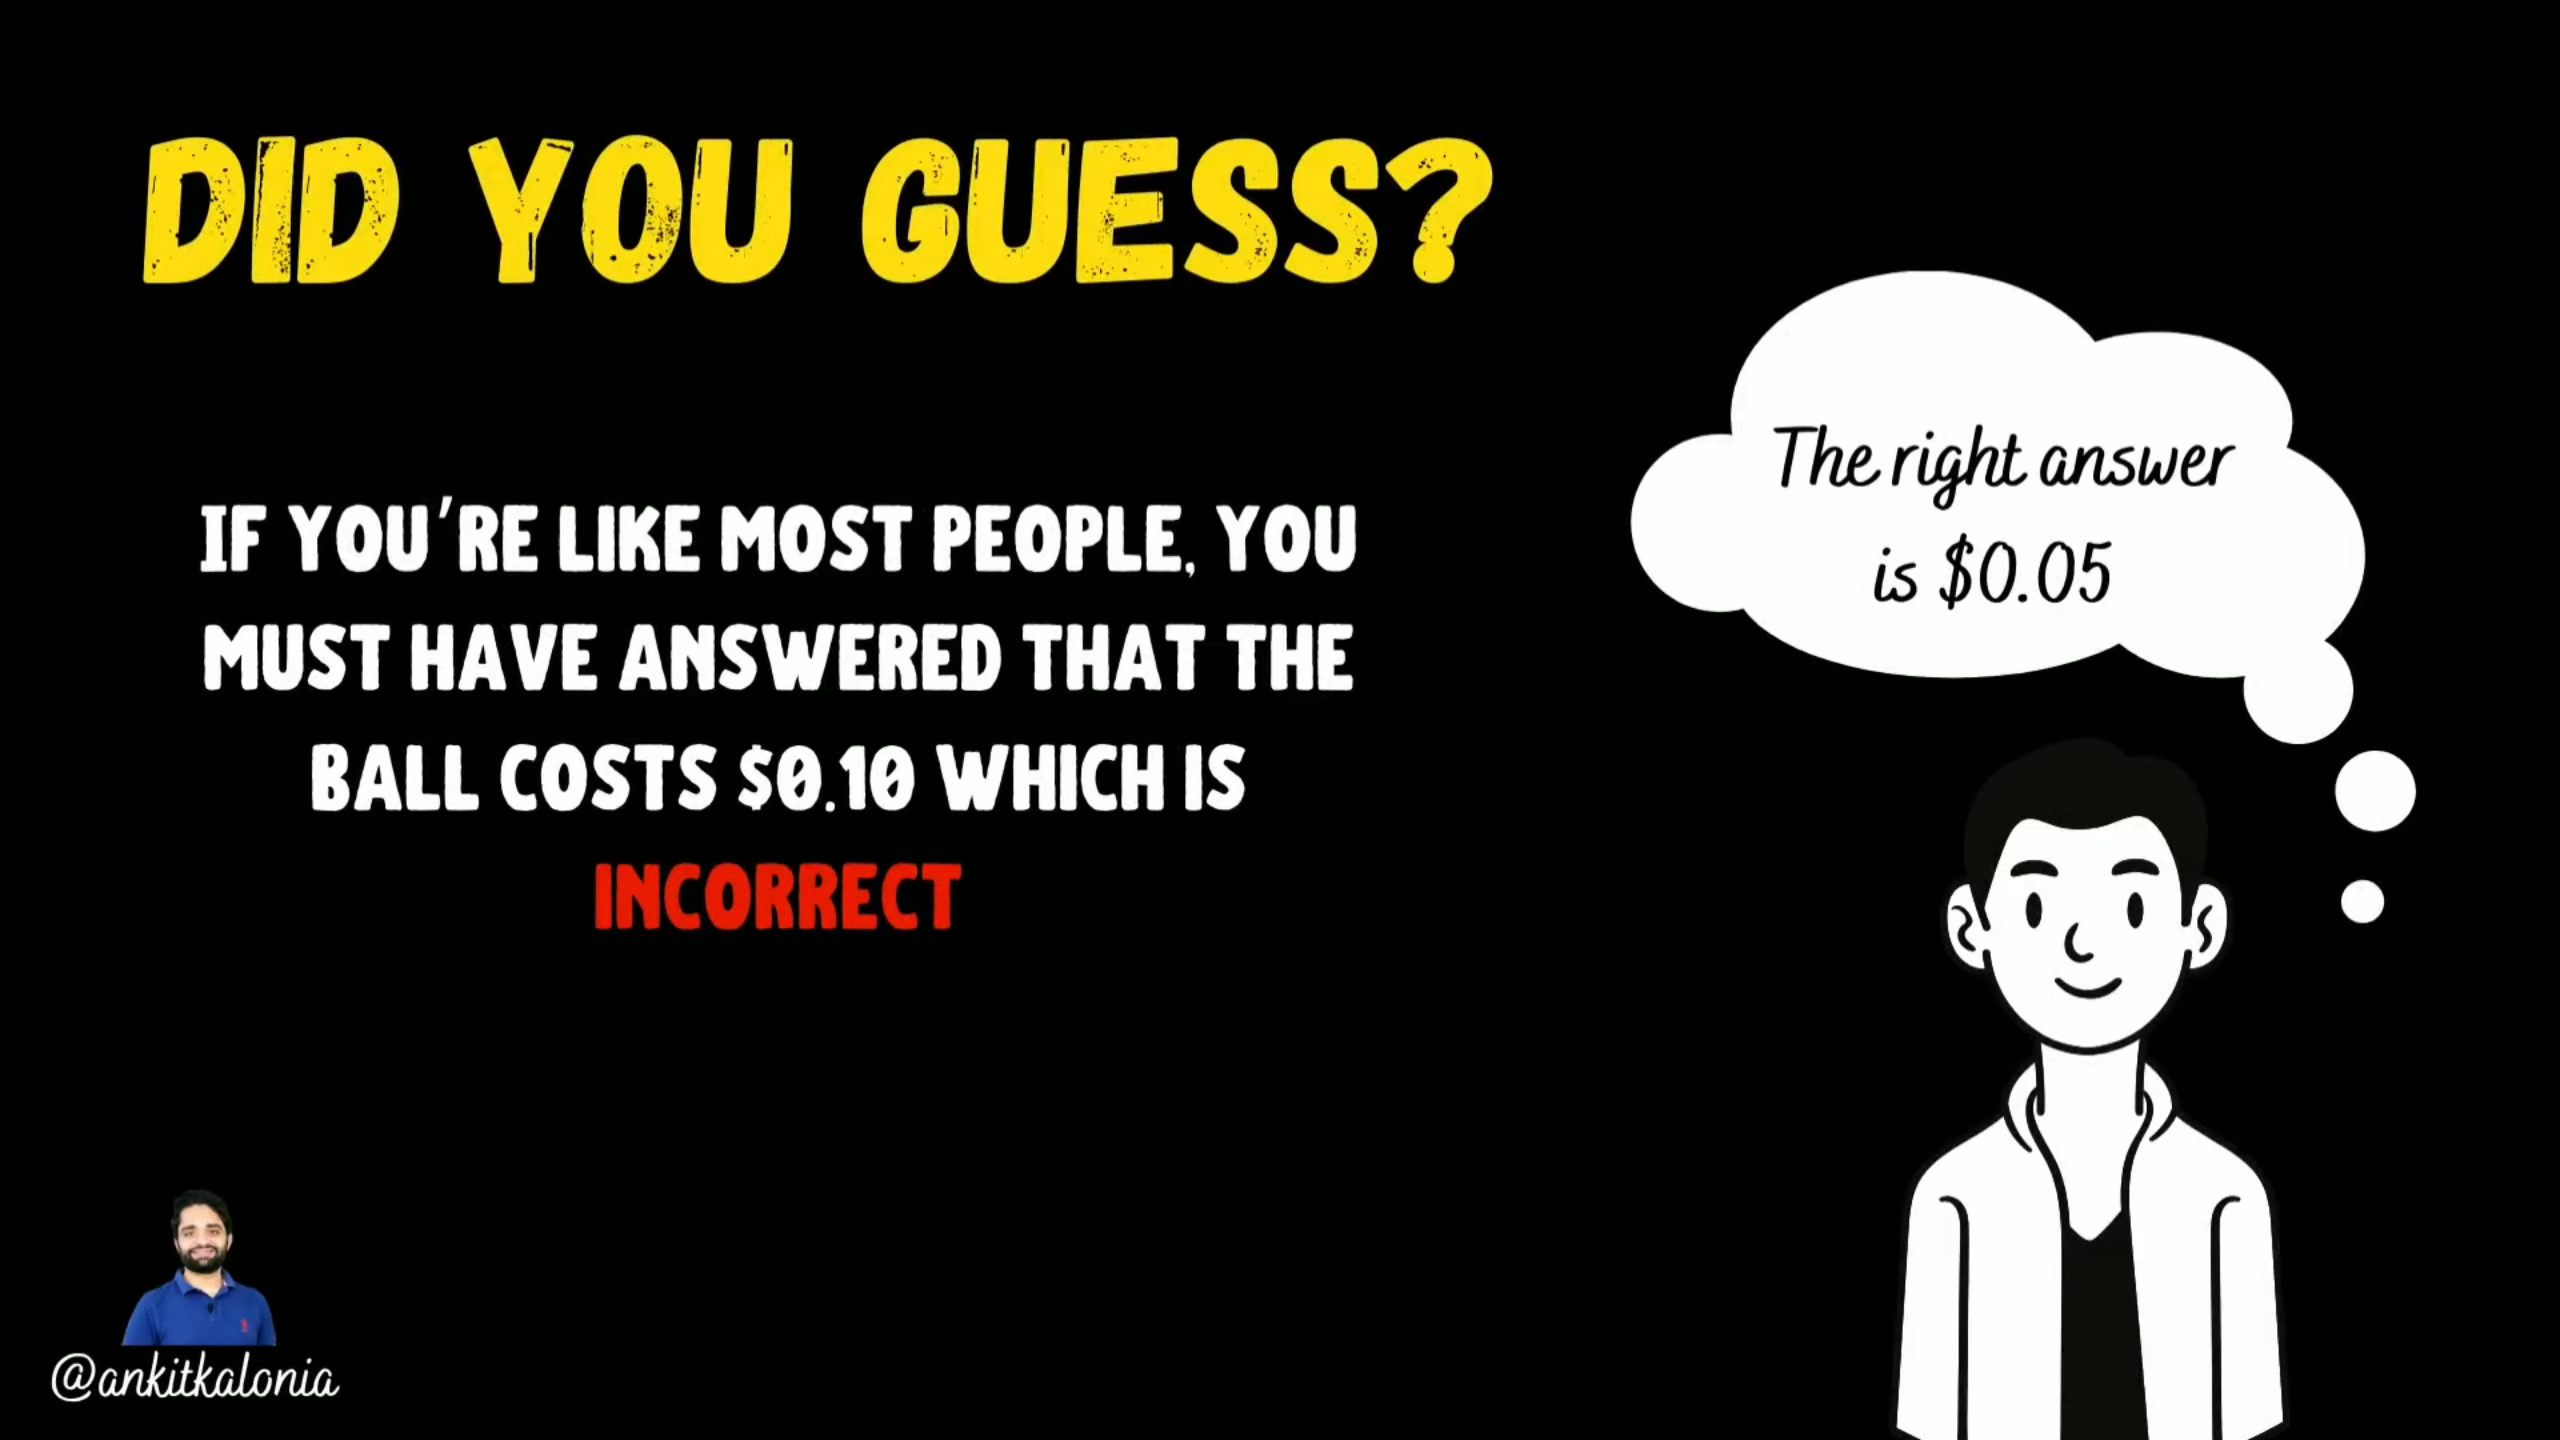 DID YOU GUESS?
IF YOU'RE LIKE MOST PEOPLE, YOU
MUST HAVE ANSWERED THAT THE
BALL COSTS $0.10 WHICH IS
INCORRECT
The right answer
is $0.05
@ankitkalonia